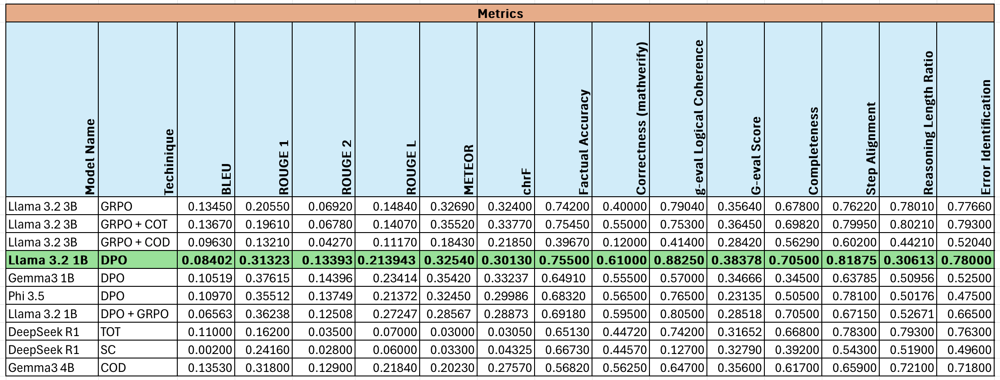 Metrics
Model Name Techinique BLEU ROUGE 1 ROUGE 2 ROUGE L METEOR chrF Factual Accuracy Correctness (mathverify) g-eval Logical Coherence G-eval Score Completeness Step Alignment Reasoning Length Ratio Error Identification
Llama 3.2 3B GRPO 0.13450 0.20550 0.06920 0.14840 0.32690 0.32400 0.74200 0.40000 0.79040 0.35640 0.67800 0.76220 0.78010 0.77660
Llama 3.2 3B GRPO + COT 0.13670 0.19610 0.06780 0.14070 0.35520 0.33770 0.75450 0.55000 0.75300 0.36450 0.69820 0.79950 0.80210 0.79300
Llama 3.2 3B GRPO + COD 0.09630 0.13210 0.04270 0.11170 0.18430 0.21850 0.39670 0.12000 0.41400 0.28420 0.56290 0.60200 0.44210 0.52040
Llama 3.2 1B DPO 0.08402 0.31323 0.13393 0.213943 0.32540 0.30130 0.75500 0.61000 0.88250 0.38378 0.70500 0.81875 0.30613 0.78000
Gemma3 1B DPO 0.10519 0.37615 0.14396 0.23414 0.35420 0.33237 0.64910 0.55500 0.57000 0.34666 0.34500 0.63785 0.50956 0.52500
Phi 3.5 DPO 0.10970 0.35512 0.13749 0.21372 0.32450 0.29986 0.68320 0.56500 0.76500 0.23135 0.50500 0.78100 0.50176 0.47500
Llama 3.2 1B DPO + GRPO 0.06563 0.36238 0.12508 0.27247 0.28567 0.28873 0.69180 0.59500 0.80500 0.28518 0.70500 0.67150 0.52671 0.66500
DeepSeek R1 TOT 0.11000 0.16200 0.03500 0.07000 0.03000 0.03050 0.65130 0.44720 0.74200 0.31652 0.66800 0.78300 0.79300 0.76300
DeepSeek R1 SC 0.00200 0.24160 0.02800 0.06000 0.03300 0.04325 0.66730 0.44570 0.12700 0.32790 0.39200 0.54300 0.51900 0.49600
Gemma3 4B COD 0.13530 0.31800 0.12900 0.21840 0.20230 0.27570 0.56820 0.56250 0.64700 0.35600 0.61700 0.65900 0.72100 0.71800